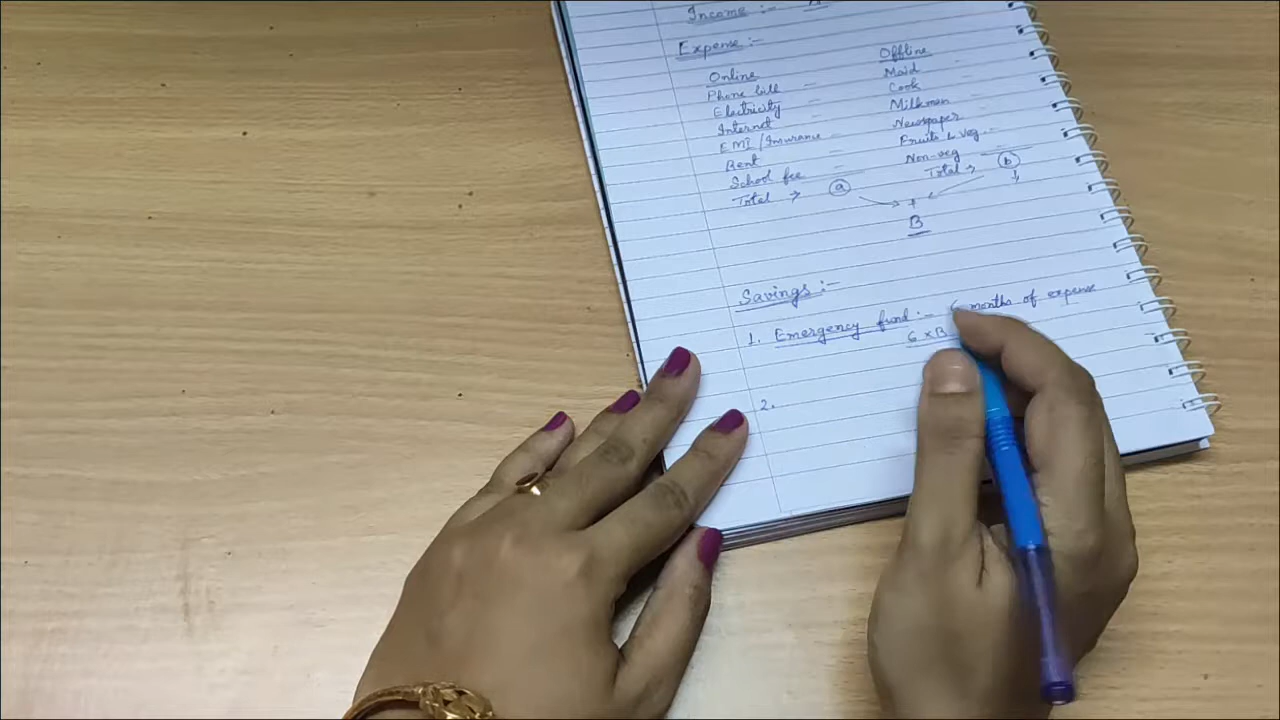 Income :-
Expense :-
Online
Phone bill -
Electricity -
Internet -
EMI/Insurance -
Rent -
School fee -
Total → a
Offline
Maid -
Cook -
Milkman -
Newspaper -
Fruits & veg -
Non-veg -
Total → b
+
B
Savings :-
1. Emergency fund :- 6 months of expense
6 x B
2.